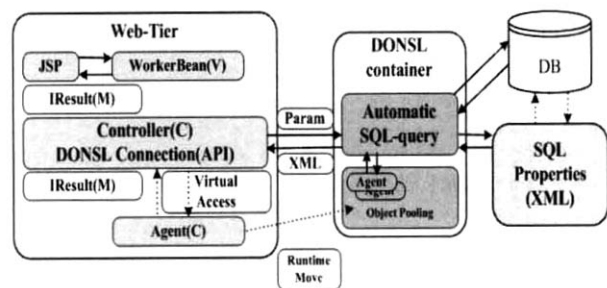 Web-Tier
JSP
WorkerBean(V)
IResult(M)
Controller(C)
DONSL Connection(API)
IResult(M)
Virtual
Access
Agent(C)
Param
XML
Runtime
Move
DONSL
container
Automatic
SQL-query
Agent
Agent
Object Pooling
DB
SQL
Properties
(XML)